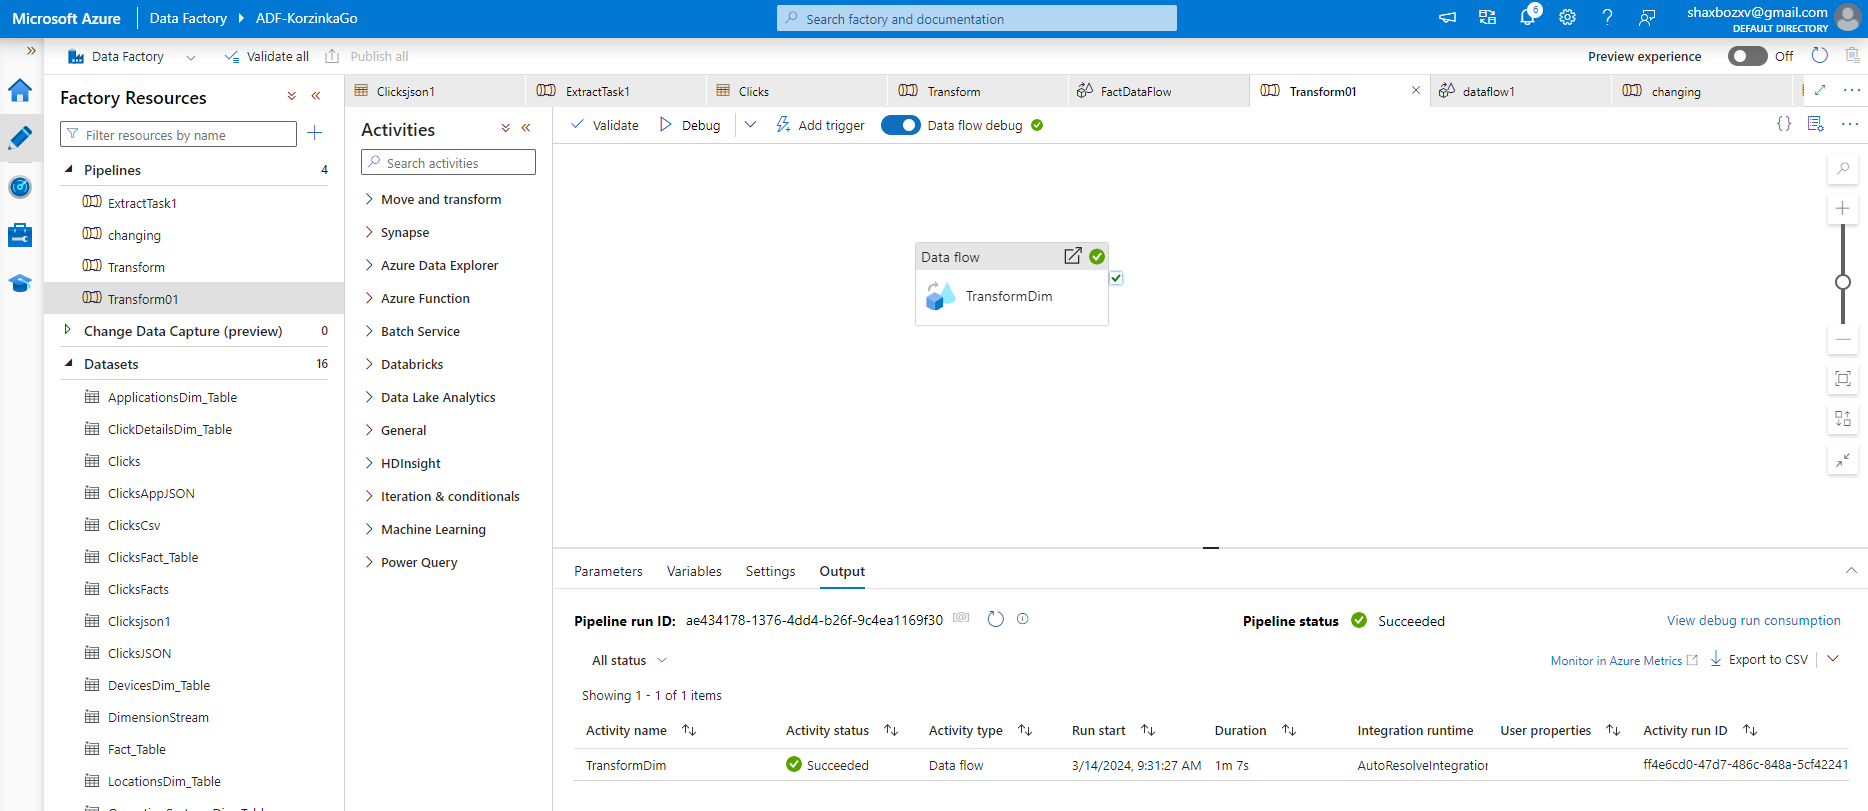 Microsoft Azure
Data Factory
ADF-KorzinkaGo
Search factory and documentation
6
shaxbozxv@gmail.com
DEFAULT DIRECTORY
Data Factory
Validate all
Publish all
Preview experience
Off
Factory Resources
Filter resources by name
Pipelines 4
ExtractTask1
changing
Transform
Transform01
Change Data Capture (preview) 0
Datasets 16
ApplicationsDim_Table
ClickDetailsDim_Table
Clicks
ClicksAppJSON
ClicksCsv
ClicksFact_Table
ClicksFacts
Clicksjson1
ClicksJSON
DevicesDim_Table
DimensionStream
Fact_Table
LocationsDim_Table
Clicksjson1
ExtractTask1
Clicks
Transform
FactDataFlow
Transform01
dataflow1
changing
Activities
Search activities
Move and transform
Synapse
Azure Data Explorer
Azure Function
Batch Service
Databricks
Data Lake Analytics
General
HDInsight
Iteration & conditionals
Machine Learning
Power Query
Validate
Debug
Add trigger
Data flow debug
{}
Data flow
TransformDim
Parameters
Variables
Settings
Output
Pipeline run ID: ae434178-1376-4dd4-b26f-9c4ea1169f30
Pipeline status Succeeded
View debug run consumption
All status
Monitor in Azure Metrics
Export to CSV
Showing 1 - 1 of 1 items
Activity name Activity status Activity type Run start Duration Integration runtime User properties Activity run ID
TransformDim Succeeded Data flow 3/14/2024, 9:31:27 AM 1m 7s AutoResolveIntegration ff4e6cd0-47d7-486c-848a-5cf42241